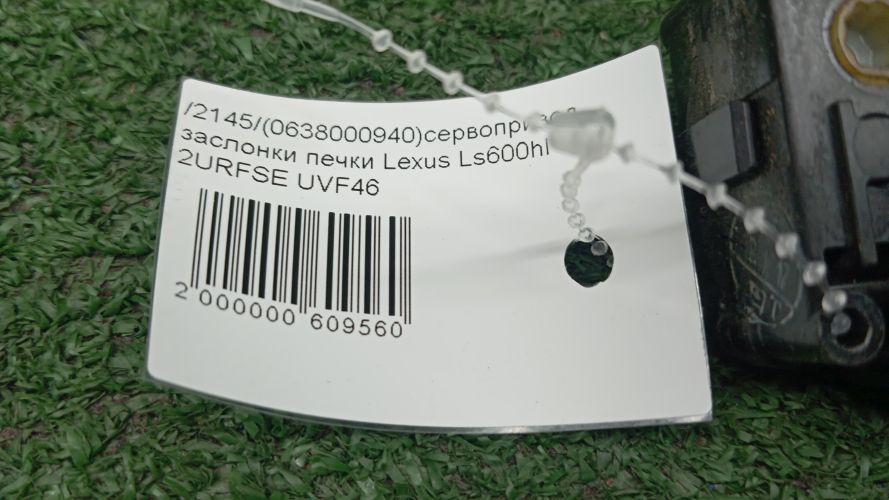 /2145/(0638000940)сервопривод
заслонки печки Lexus Ls600hl
2URFSE UVF46
2 000000 609560